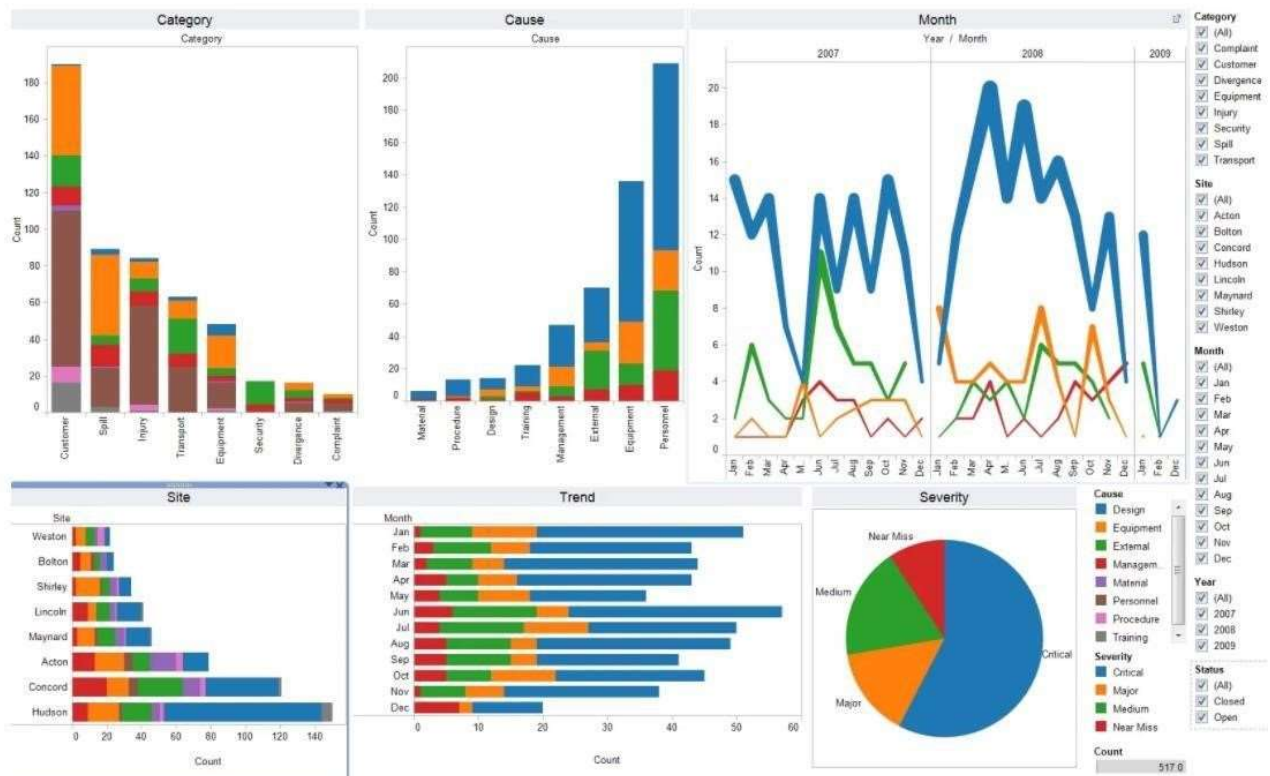 Category
Category
Count
180
160
140
120
100
80
60
40
20
0
Customer
Spill
Injury
Transport
Equipment
Security
Divergence
Complaint
Cause
Cause
Count
200
180
160
140
120
100
80
60
40
20
0
Material
Procedure
Design
Training
Management
External
Equipment
Personnel
Month
Year / Month
2007
2008
2009
Count
20
18
16
14
12
10
8
6
4
2
0
Jan
Feb
Mar
Apr
M.
Jun
Jul
Aug
Sep
Oct
Nov
Dec
Jan
Feb
Mar
Apr
M.
Jun
Jul
Aug
Sep
Oct
Nov
Dec
Jan
Feb
Dec
Category
(All)
Complaint
Customer
Divergence
Equipment
Injury
Security
Spill
Transport
Site
(All)
Acton
Bolton
Concord
Hudson
Lincoln
Maynard
Shirley
Weston
Month
(All)
Jan
Feb
Mar
Apr
May
Jun
Jul
Aug
Sep
Oct
Nov
Dec
Year
(All)
2007
2008
2009
Status
(All)
Closed
Open
Site
Site
Weston
Bolton
Shirley
Lincoln
Maynard
Acton
Concord
Hudson
0 20 40 60 80 100 120 140
Count
Trend
Month
Jan
Feb
Mar
Apr
May
Jun
Jul
Aug
Sep
Oct
Nov
Dec
0 10 20 30 40 50 60
Count
Severity
Near Miss
Medium
Major
Critical
Cause
Design
Equipment
External
Managem...
Material
Personnel
Procedure
Training
Severity
Critical
Major
Medium
Near Miss
Count
517.0